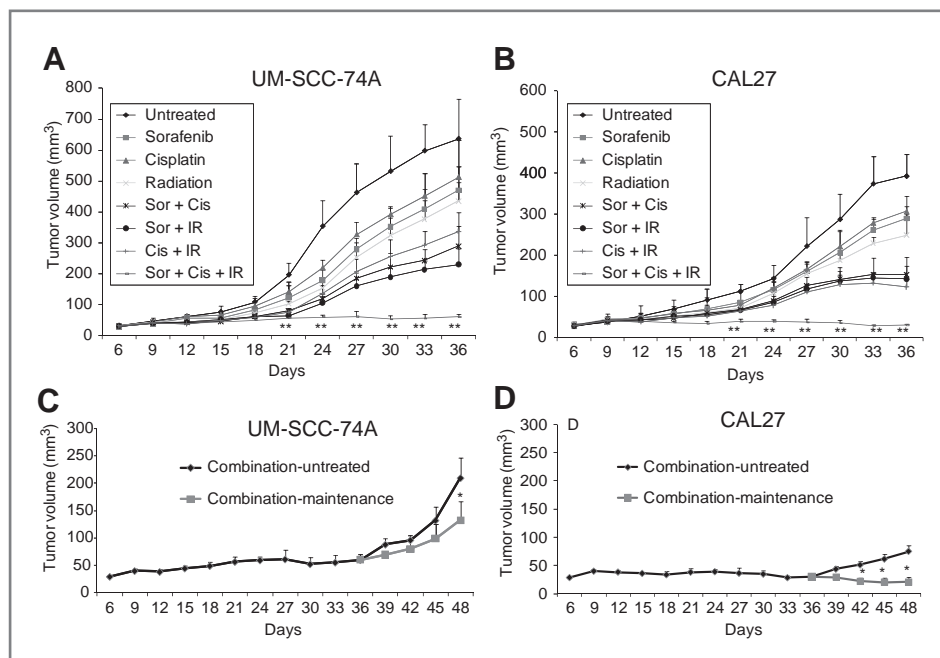 A
UM-SCC-74A
Tumor volume (mm3)
800
700
600
500
400
300
200
100
0
Untreated
Sorafenib
Cisplatin
Radiation
Sor + Cis
Sor + IR
Cis + IR
Sor + Cis + IR
** ** ** ** ** **
6 9 12 15 18 21 24 27 30 33 36
Days
B
CAL27
Tumor volume (mm3)
600
500
400
300
200
100
0
Untreated
Sorafenib
Cisplatin
Radiation
Sor + Cis
Sor + IR
Cis + IR
Sor + Cis + IR
** ** ** ** ** **
6 9 12 15 18 21 24 27 30 33 36
Days
C
UM-SCC-74A
Tumor volume (mm3)
300
250
200
150
100
50
0
Combination-untreated
Combination-maintenance
*
6 9 12 15 18 21 24 27 30 33 36 39 42 45 48
Days
D
D
CAL27
Tumor volume (mm3)
300
250
200
150
100
50
0
Combination-untreated
Combination-maintenance
* * *
6 9 12 15 18 21 24 27 30 33 36 39 42 45 48
Days